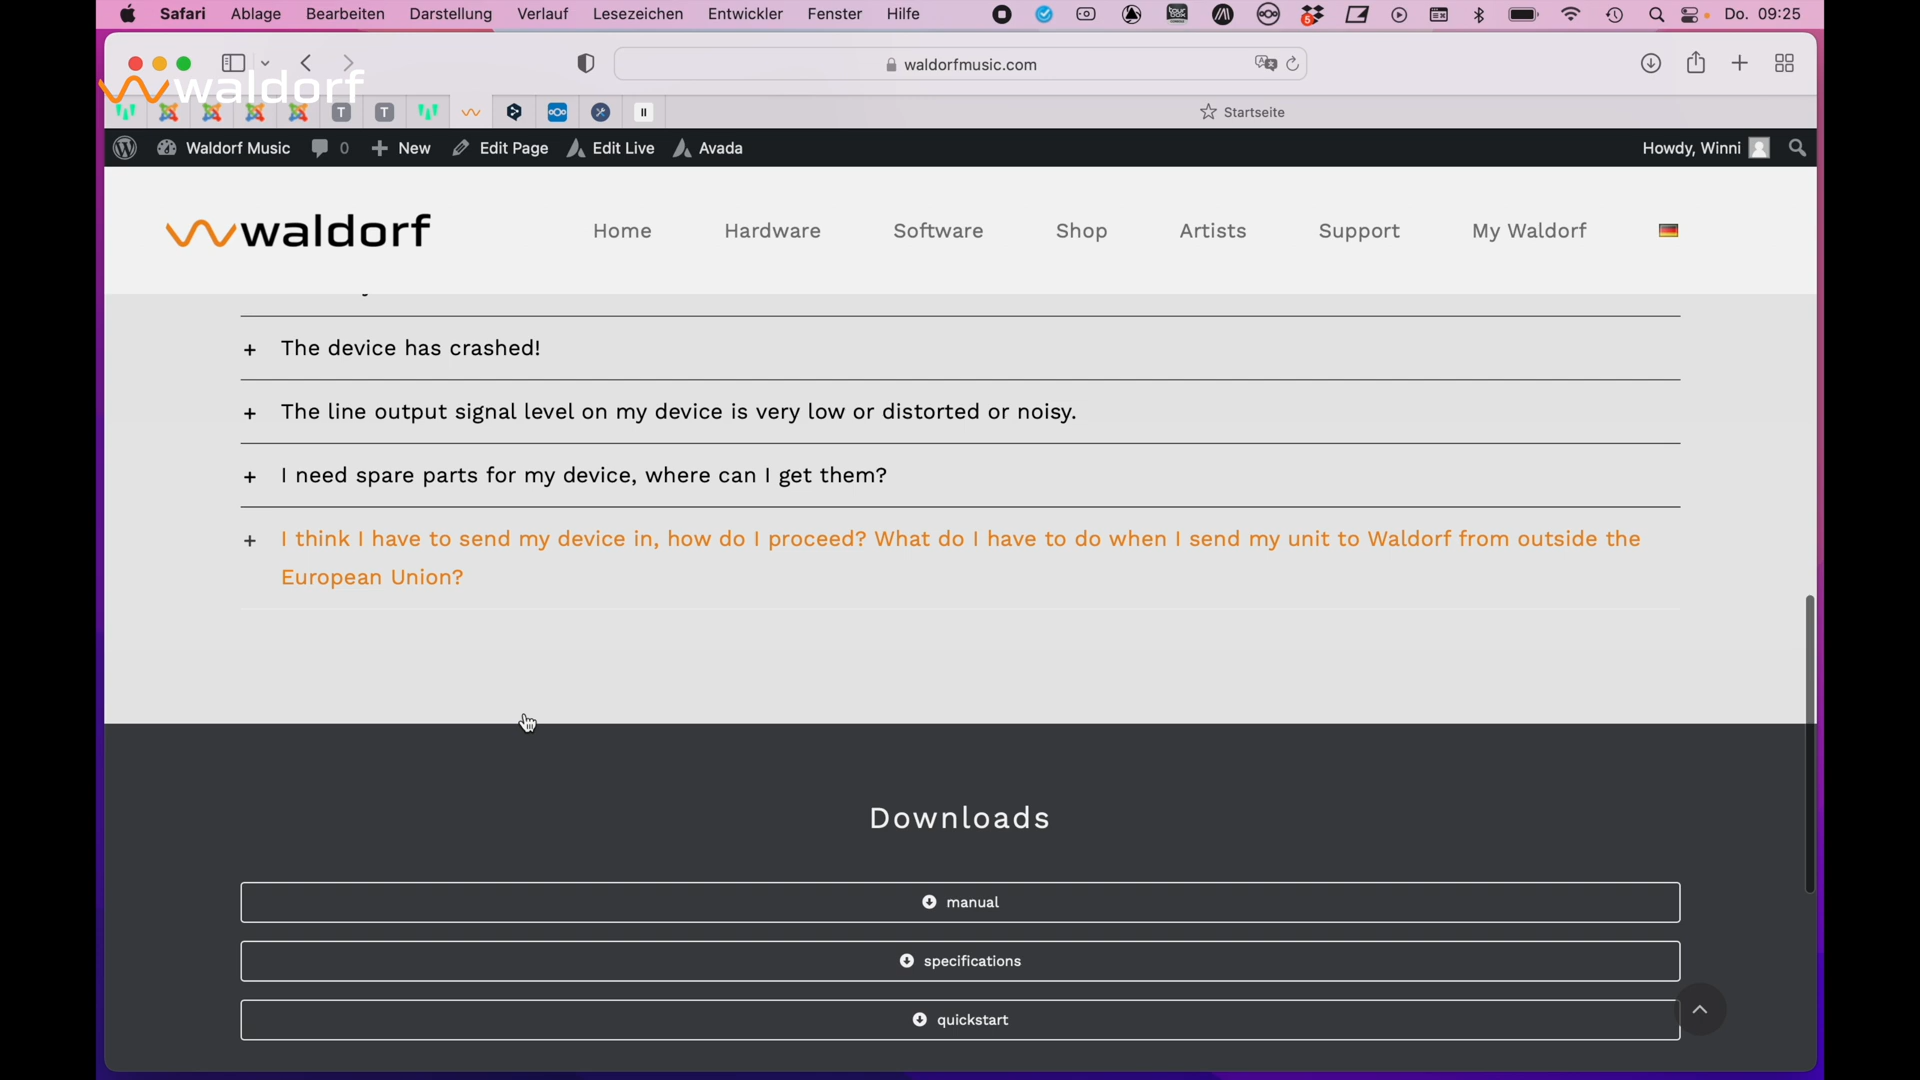 Safari Ablage Bearbeiten Darstellung Verlauf Lesezeichen Entwickler Fenster Hilfe Do. 09:25
waldorfmusic.com
waldorf
T T Startseite
Waldorf Music 0 New Edit Page Edit Live Avada Howdy, Winni
waldorf Home Hardware Software Shop Artists Support My Waldorf
+ The device has crashed!
+ The line output signal level on my device is very low or distorted or noisy.
+ I need spare parts for my device, where can I get them?
+ I think I have to send my device in, how do I proceed? What do I have to do when I send my unit to Waldorf from outside the
European Union?
Downloads
manual
specifications
quickstart